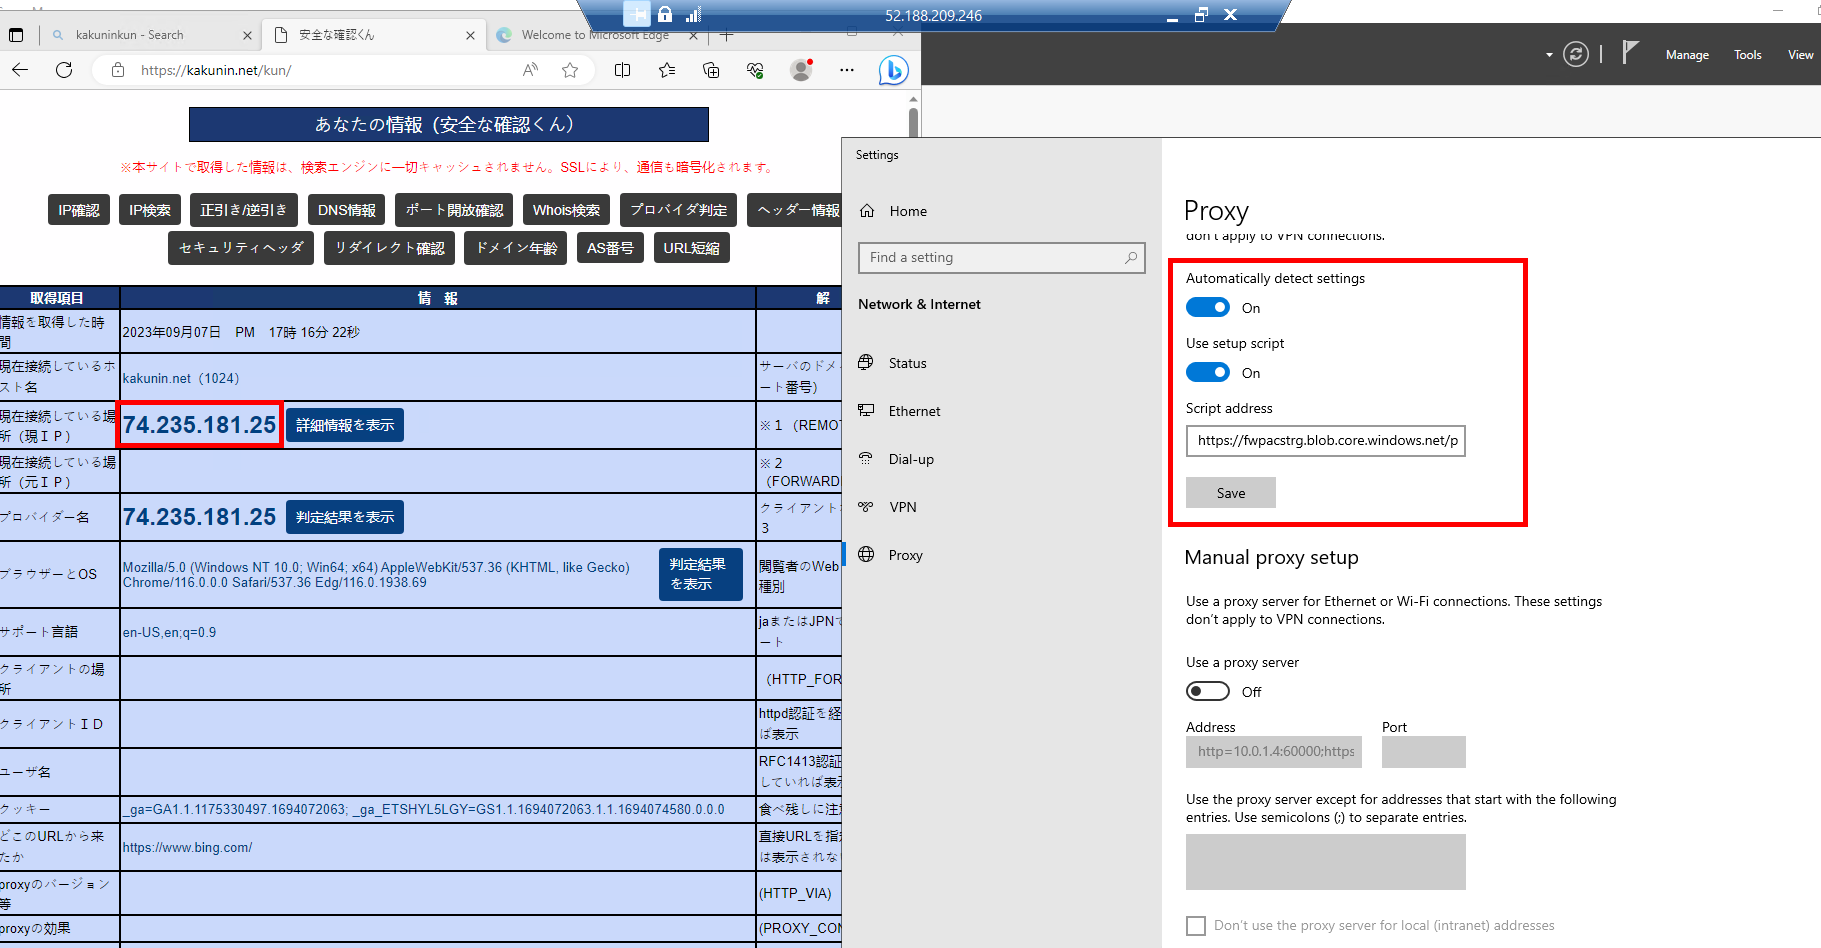 52.188.209.246
kakuninkun - Search
安全な確認くん
Welcome to Microsoft Edge
https://kakunin.net/kun/
Manage
Tools
View
あなたの情報（安全な確認くん）
※本サイトで取得した情報は、検索エンジンに一切キャッシュされません。SSLにより、通信も暗号化されます。
IP確認
IP検索
正引き/逆引き
DNS情報
ポート開放確認
Whois検索
プロバイダ判定
ヘッダー情報
セキュリティヘッダ
リダイレクト確認
ドメイン年齢
AS番号
URL短縮
取得項目
情 報
解
情報を取得した時間
2023年09月07日 PM 17時 16分 22秒
現在接続しているホスト名
kakunin.net（1024）
サーバのドメ
ート番号）
現在接続している場所（現ＩＰ）
74.235.181.25
詳細情報を表示
※１（REMO
現在接続している場所（元ＩＰ）
※２
（FORWARD
プロバイダー名
74.235.181.25
判定結果を表示
クライアント
３
ブラウザーとOS
Mozilla/5.0 (Windows NT 10.0; Win64; x64) AppleWebKit/537.36 (KHTML, like Gecko)
Chrome/116.0.0.0 Safari/537.36 Edg/116.0.1938.69
判定結果
を表示
閲覧者のWeb
種別
サポート言語
en-US,en;q=0.9
jaまたはJPNで
ート
クライアントの場所
（HTTP_FOR
クライアントＩＤ
httpd認証を経
ば表示
ユーザ名
RFC1413認証
していれば表示
クッキー
_ga=GA1.1.1175330497.1694072063; _ga_ETSHYL5LGY=GS1.1.1694072063.1.1.1694074580.0.0.0
食べ残しに注
どこのURLから来たか
https://www.bing.com/
直接URLを指
は表示されな
proxyのバージョン等
(HTTP_VIA)
proxyの効果
(PROXY_CON
Settings
Home
Find a setting
Network & Internet
Status
Ethernet
Dial-up
VPN
Proxy
Proxy
don't apply to VPN connections.
Automatically detect settings
On
Use setup script
On
Script address
https://fwpacstrg.blob.core.windows.net/p
Save
Manual proxy setup
Use a proxy server for Ethernet or Wi-Fi connections. These settings
don't apply to VPN connections.
Use a proxy server
Off
Address
Port
http=10.0.1.4:60000;https
Use the proxy server except for addresses that start with the following
entries. Use semicolons (;) to separate entries.
Don't use the proxy server for local (intranet) addresses